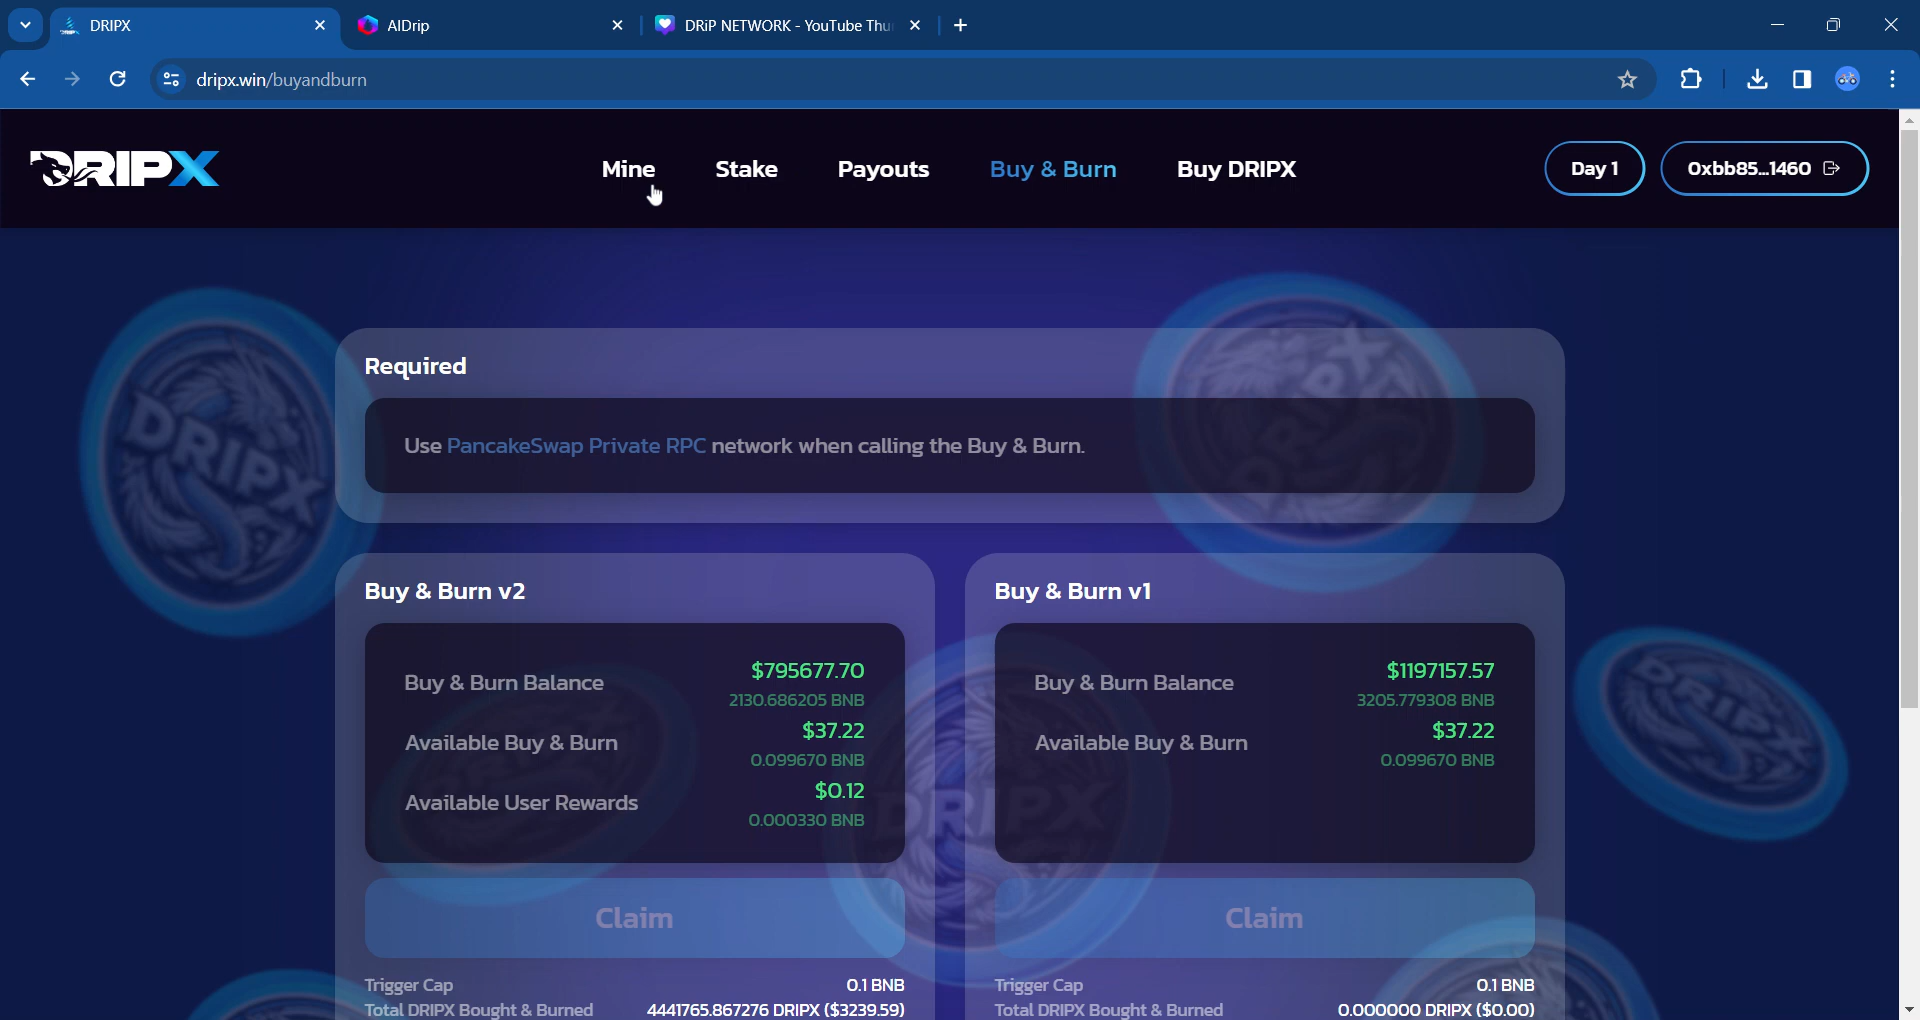 DRIPX
AIDrip
DRiP NETWORK - YouTube Thu
dripx.win/buyandburn
DRIPX
Mine
Stake
Payouts
Buy & Burn
Buy DRIPX
Day 1
0xbb85...1460
Required
Use PancakeSwap Private RPC network when calling the Buy & Burn.
DRIPX
DRIPX
DRIPX
DRIPX
Buy & Burn v2
Buy & Burn Balance
$795677.70
2130.686205 BNB
Available Buy & Burn
$37.22
0.099670 BNB
Available User Rewards
$0.12
0.000330 BNB
Claim
Trigger Cap
0.1 BNB
Total DRIPX Bought & Burned
4441765.867276 DRIPX ($3239.59)
Buy & Burn v1
Buy & Burn Balance
$1197157.57
3205.779308 BNB
Available Buy & Burn
$37.22
0.099670 BNB
Claim
Trigger Cap
0.1 BNB
Total DRIPX Bought & Burned
0.000000 DRIPX ($0.00)